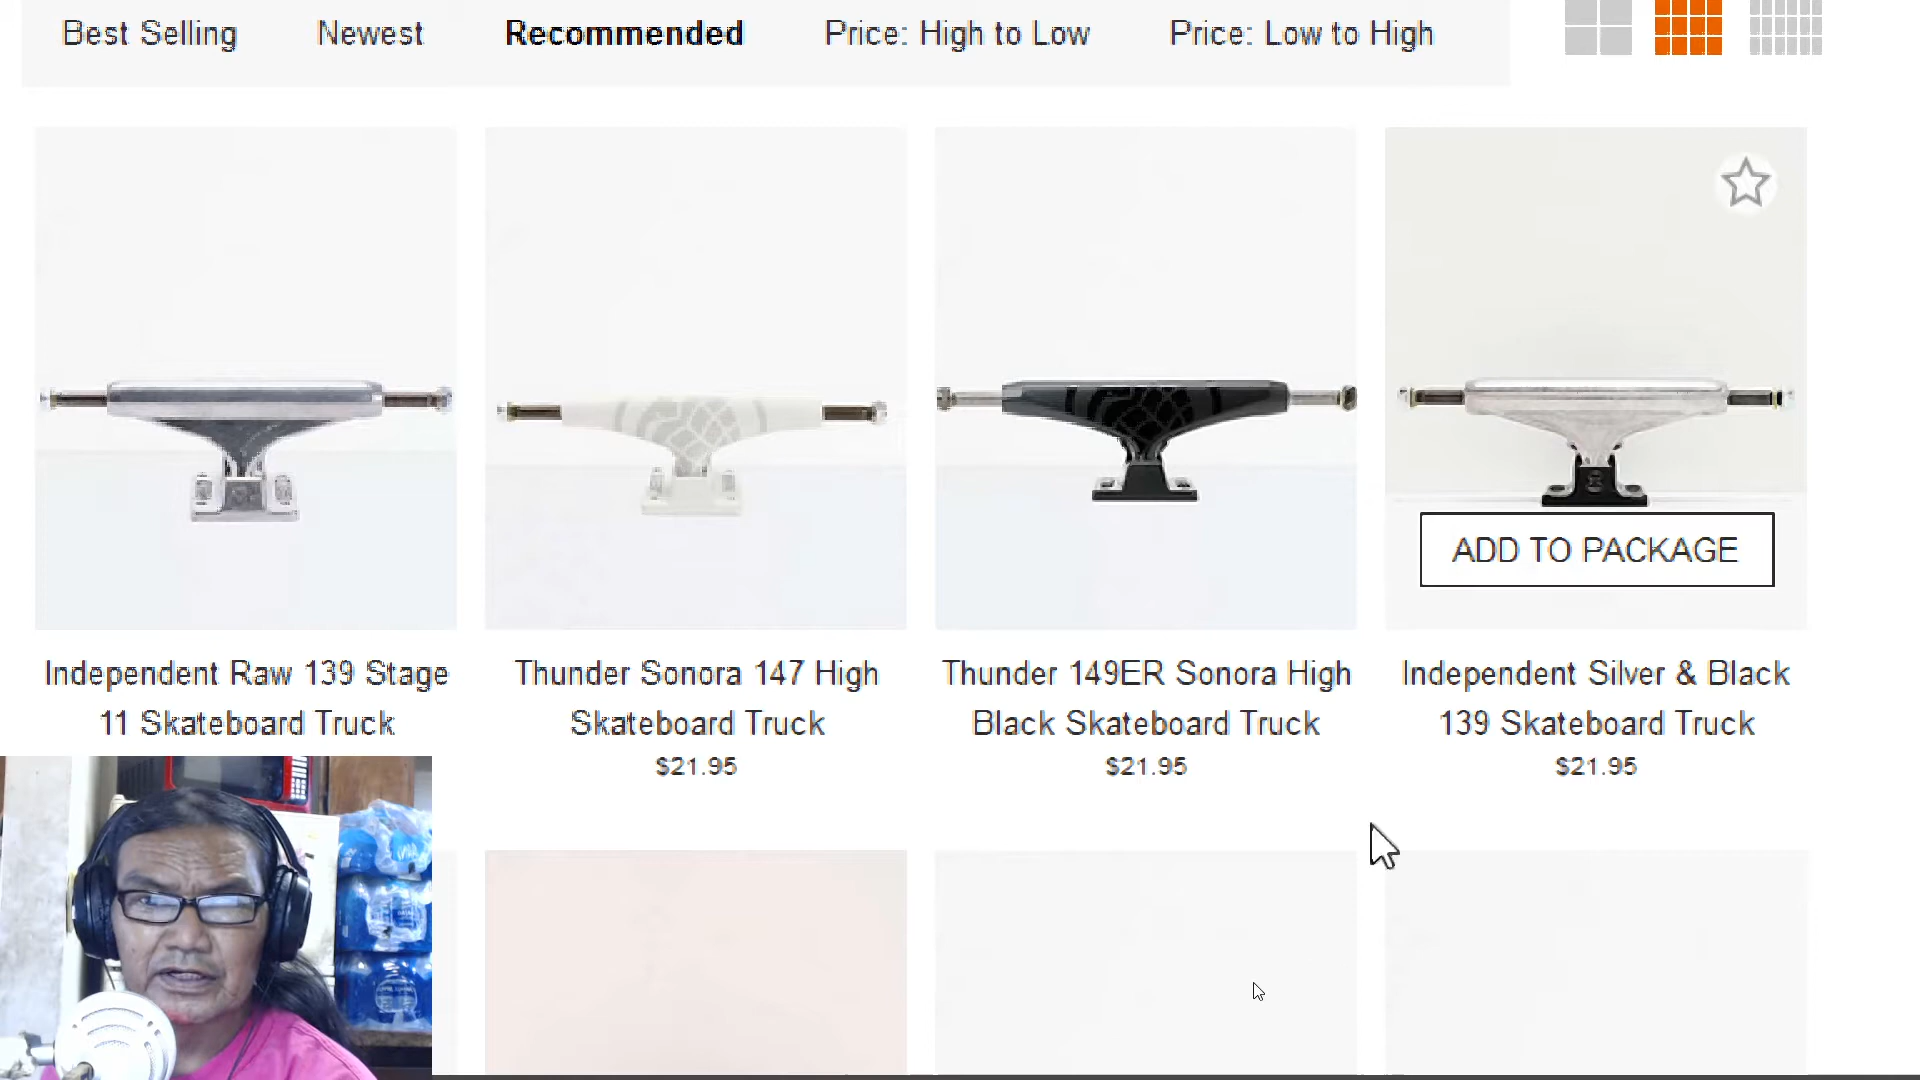 Best Selling
Newest
Recommended
Price: High to Low
Price: Low to High
ADD TO PACKAGE
Independent Raw 139 Stage
11 Skateboard Truck
Thunder Sonora 147 High
Skateboard Truck
$21.95
Thunder 149ER Sonora High
Black Skateboard Truck
$21.95
Independent Silver & Black
139 Skateboard Truck
$21.95